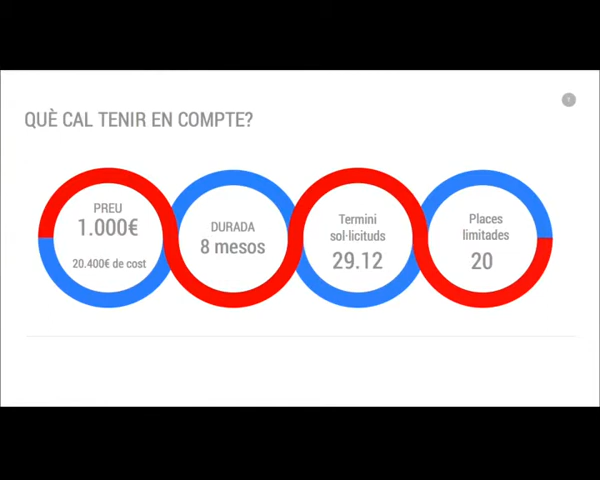 QUÈ CAL TENIR EN COMPTE?
PREU
1.000€
20.400€ de cost
DURADA
8 mesos
Termini
sol·licituds
29.12
Places
limitades
20